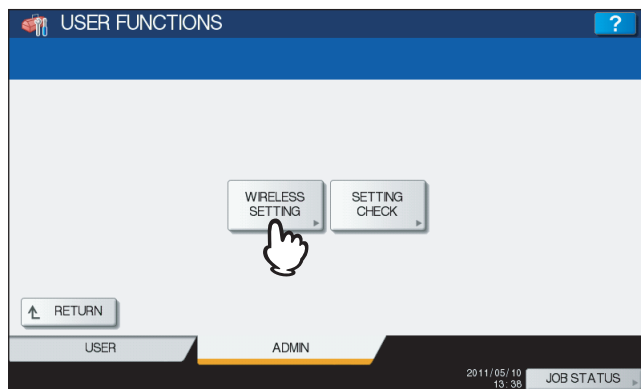 USER FUNCTIONS
?
WIRELESS
SETTING
SETTING
CHECK
RETURN
USER
ADMIN
2011/05/10
13:38
JOB STATUS